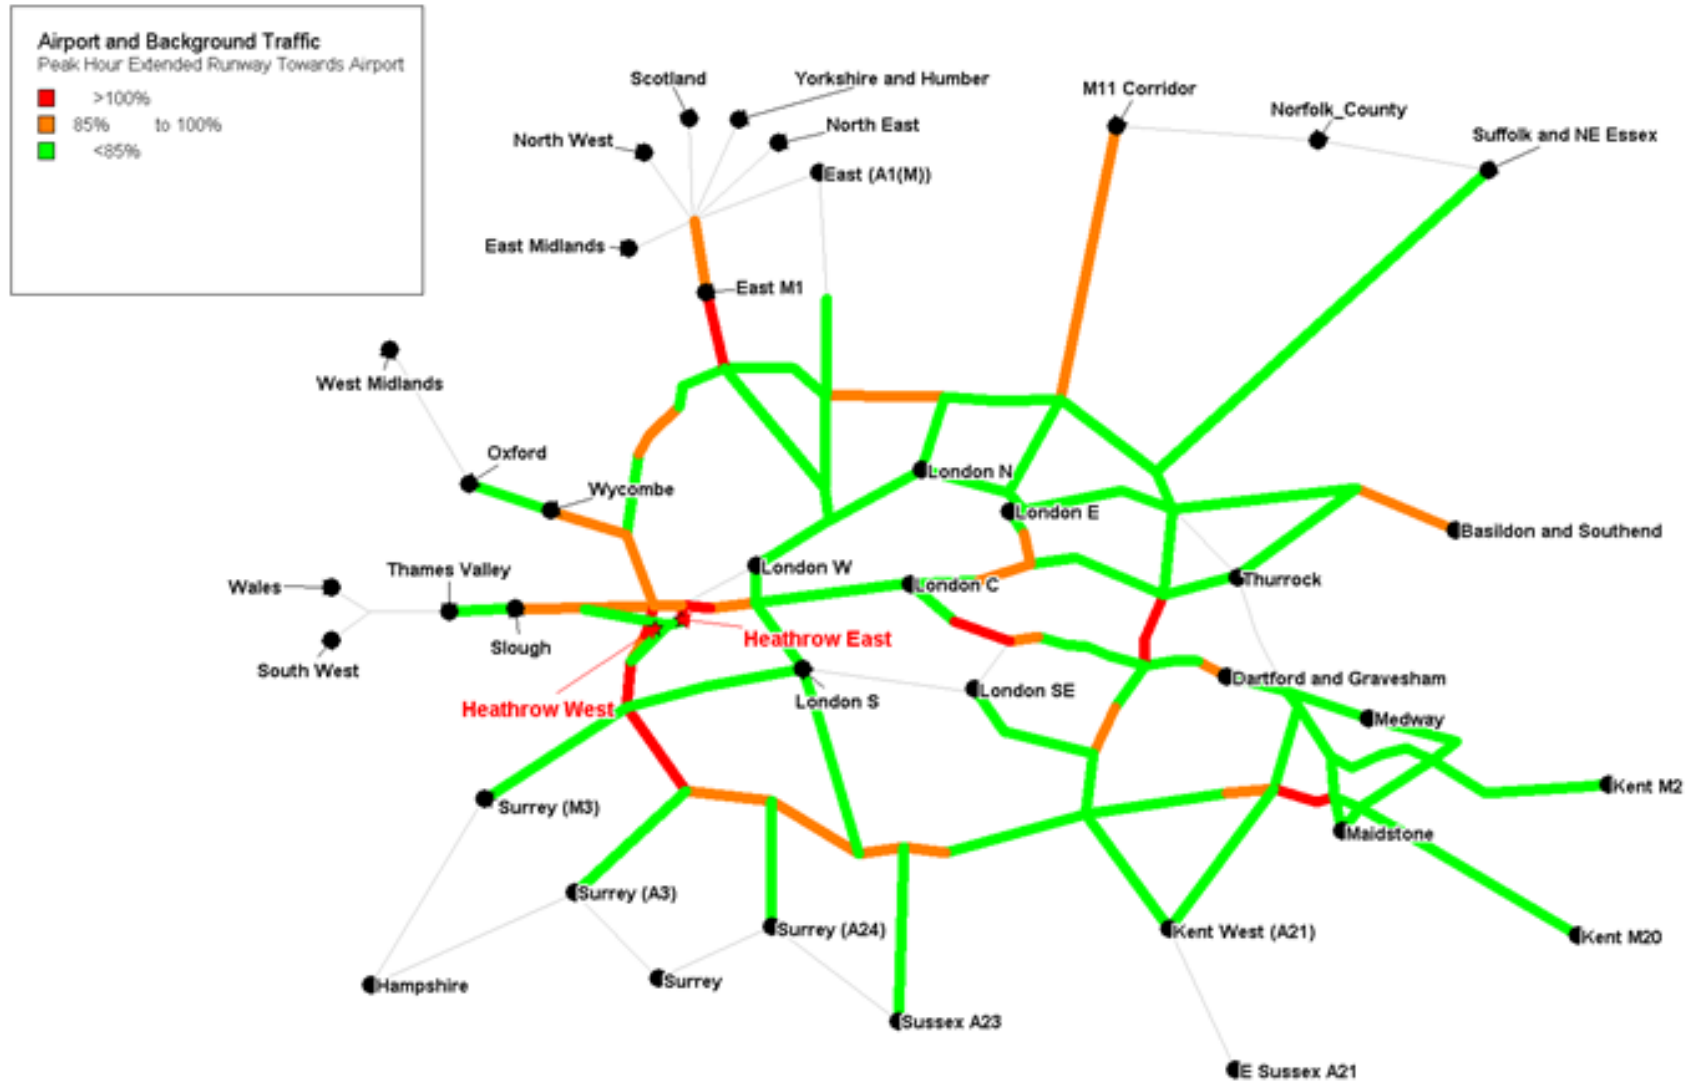 Airport and Background Traffic
Peak Hour Extended Runway Towards Airport
>100%
85% to 100%
<85%
Scotland
Yorkshire and Humber
M11 Corridor
Norfolk_County
North West
North East
Suffolk and NE Essex
East (A1(M))
East Midlands
East M1
West Midlands
Oxford
London N
Wycombe
London E
Basildon and Southend
Thames Valley
London W
Wales
London C
Thurrock
Slough
Heathrow East
South West
London S
London SE
Dartford and Gravesham
Heathrow West
Medway
Surrey (M3)
Kent M2
Maidstone
Surrey (A3)
Surrey (A24)
Kent West (A21)
Kent M20
Hampshire
Surrey
Sussex A23
E Sussex A21